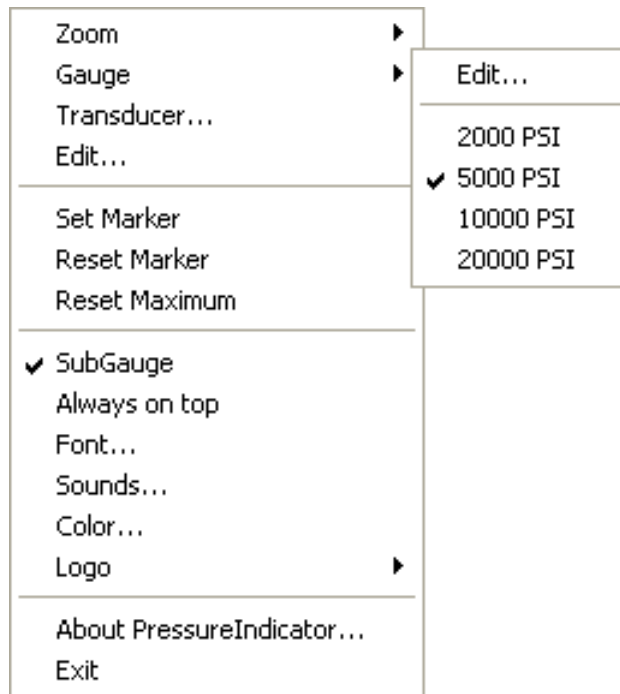 Zoom
Gauge
Transducer...
Edit...
Set Marker
Reset Marker
Reset Maximum
SubGauge
Always on top
Font...
Sounds...
Color...
Logo
About PressureIndicator...
Exit
Edit...
2000 PSI
5000 PSI
10000 PSI
20000 PSI